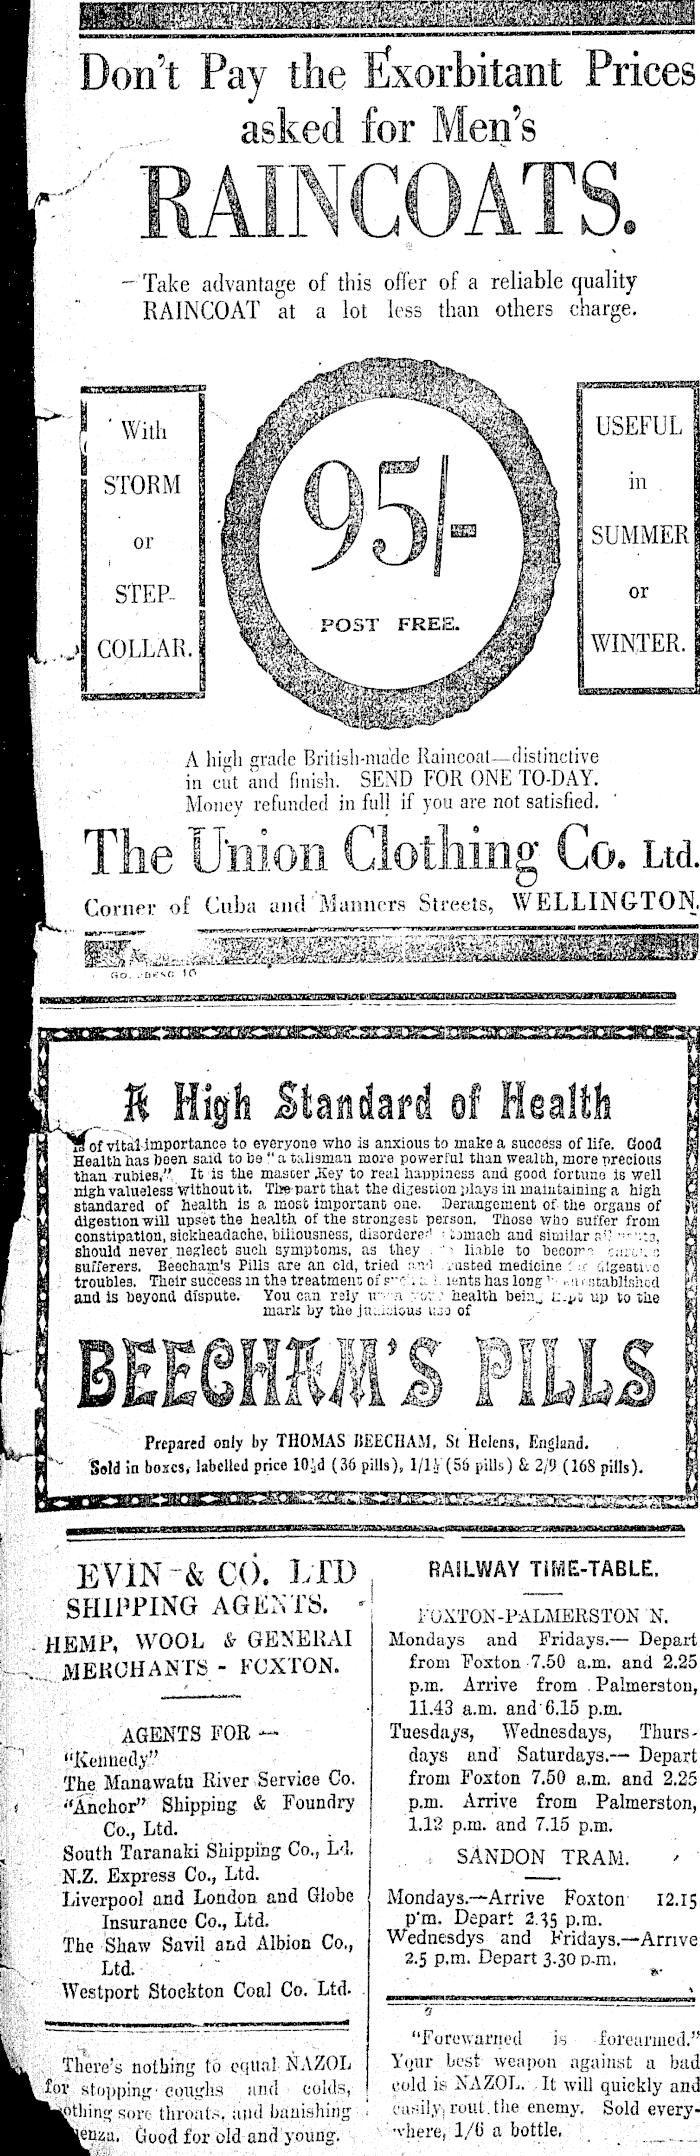 Don't Pay the Exorbitant Prices
asked for Men's
RAINCOATS.
Take advantage of this offer of a reliable quality
RAINCOAT at a lot less than others charge.
With
STORM
or
STEP
COLLAR.
95/-
POST FREE.
USEFUL
in
SUMMER
or
WINTER.
A high grade British-made Raincoat—distinctive
in cut and finish. SEND FOR ONE TO-DAY.
Money refunded in full if you are not satisfied.
The Union Clothing Co. Ltd.
Corner of Cuba and Manners Streets, WELLINGTON.
A High Standard of Health
is of vital importance to everyone who is anxious to make a success of life. Good
Health has been said to be "a talisman more powerful than wealth, more precious
than rubies." It is the master Key to real happiness and good fortune is well
nigh valueless without it. The part that the digestion plays in maintaining a high
standared of health is a most important one. Derangement of the organs of
digestion will upset the health of the strongest person. Those who suffer from
constipation, sickheadache, biliousness, disordered and similar
should never neglect such symptoms, as they liable to become
sufferers. Beecham's Pills are an old, tried and medicine digestive
troubles. Their success in the treatment of has long established
and is beyond dispute. You can rely health being up to the
mark by the judicious use of
BEECHAM'S PILLS
Prepared only by THOMAS BEECHAM, St Helens, England.
Sold in boxes, labelled price 10½d (36 pills), 1/1½ (56 pills) & 2/9 (168 pills).
EVIN & CO. LTD
SHIPPING AGENTS.
HEMP, WOOL & GENERAL
MERCHANTS - FOXTON.
AGENTS FOR —
"Kennedy"
The Manawatu River Service Co.
"Anchor" Shipping & Foundry
Co., Ltd.
South Taranaki Shipping Co., Ld.
N.Z. Express Co., Ltd.
Liverpool and London and Globe
Insurance Co., Ltd.
The Shaw Savil and Albion Co.,
Ltd.
Westport Stockton Coal Co. Ltd.
There's nothing to equal NAZOL
for stopping coughs and colds,
sore throats, and banishing
Good for old and young.
RAILWAY TIME-TABLE.
FOXTON-PALMERSTON N.
Mondays and Fridays.— Depart
from Foxton 7.50 a.m. and 2.25
p.m. Arrive from Palmerston,
11.43 a.m. and 6.15 p.m.
Tuesdays, Wednesdays, Thurs-
days and Saturdays.— Depart
from Foxton 7.50 a.m. and 2.25
p.m. Arrive from Palmerston,
1.12 p.m. and 7.15 p.m.
SANDON TRAM.
Mondays.—Arrive Foxton 12.15
p'm. Depart 2.35 p.m.
Wednesdys and Fridays.—Arrive
2.5 p.m. Depart 3.30 p.m.
"Forewarned is forearmed."
Your best weapon against a bad
cold is NAZOL. It will quickly and
easily rout the enemy. Sold every-
where, 1/6 a bottle.